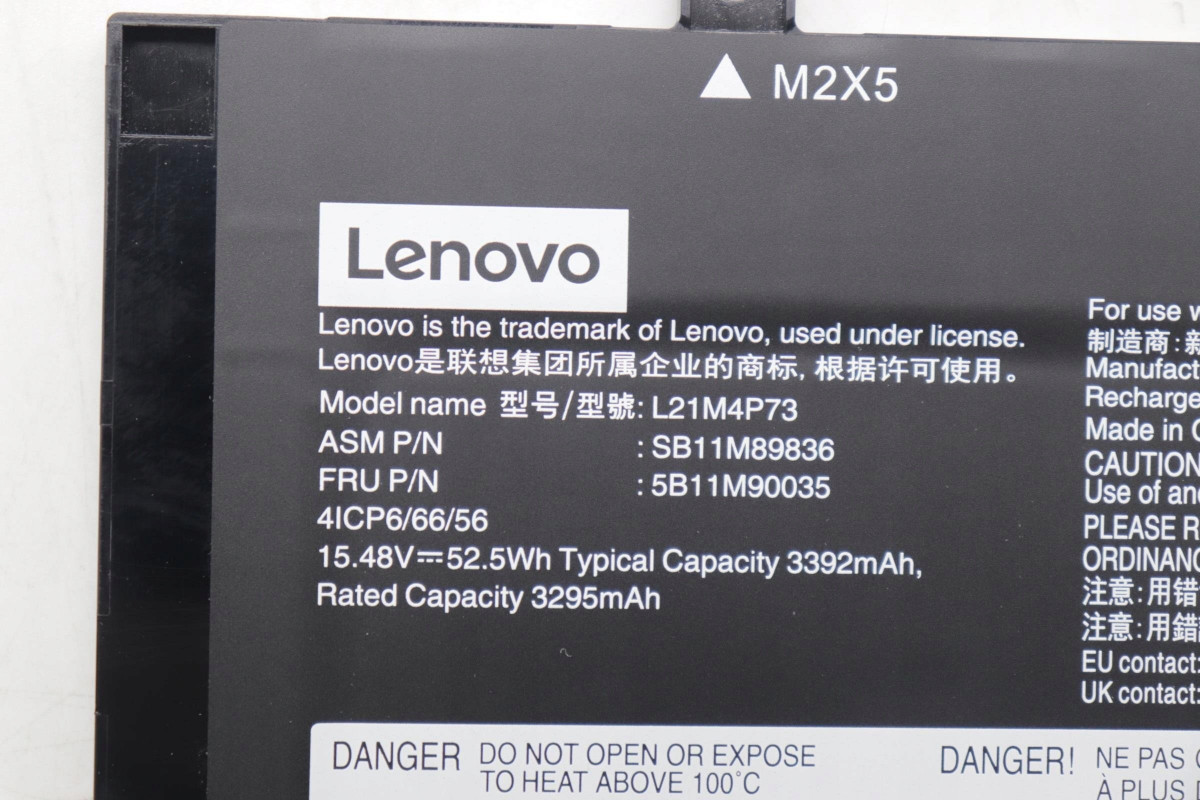 M2X5
Lenovo
Lenovo is the trademark of Lenovo, used under license.
Lenovo是联想集团所属企业的商标, 根据许可使用。
Model name 型号/型號: L21M4P73
ASM P/N : SB11M89836
FRU P/N : 5B11M90035
4ICP6/66/56
15.48V⎓52.5Wh Typical Capacity 3392mAh,
Rated Capacity 3295mAh
For use
制造商:
Made in
CAUTION
Use of
PLEASE
注意: 用错
注意: 用錯
EU contact:
UK contact:
DANGER DO NOT OPEN OR EXPOSE
TO HEAT ABOVE 100°C
DANGER! NE PAS
À PLUS